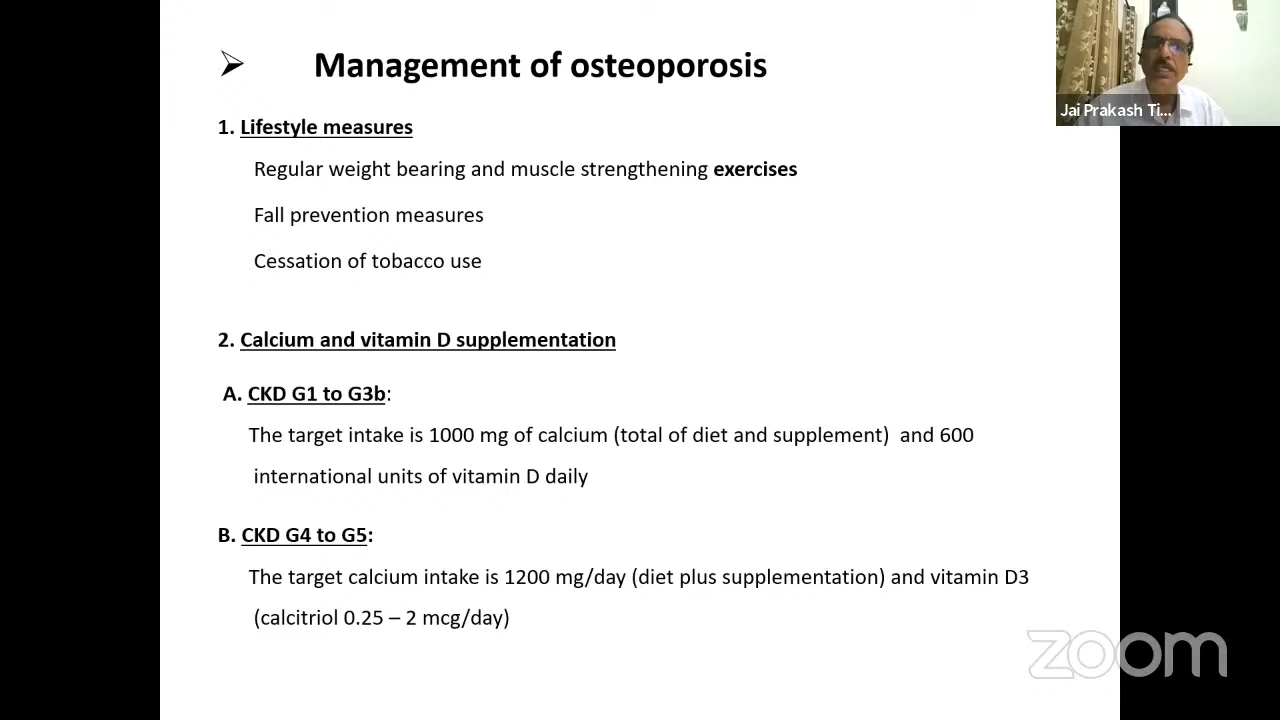 Management of osteoporosis
Jai Prakash Ti...
1. Lifestyle measures
Regular weight bearing and muscle strengthening exercises
Fall prevention measures
Cessation of tobacco use
2. Calcium and vitamin D supplementation
A. CKD G1 to G3b:
The target intake is 1000 mg of calcium (total of diet and supplement) and 600
international units of vitamin D daily
B. CKD G4 to G5:
The target calcium intake is 1200 mg/day (diet plus supplementation) and vitamin D3
(calcitriol 0.25 – 2 mcg/day)
zoom